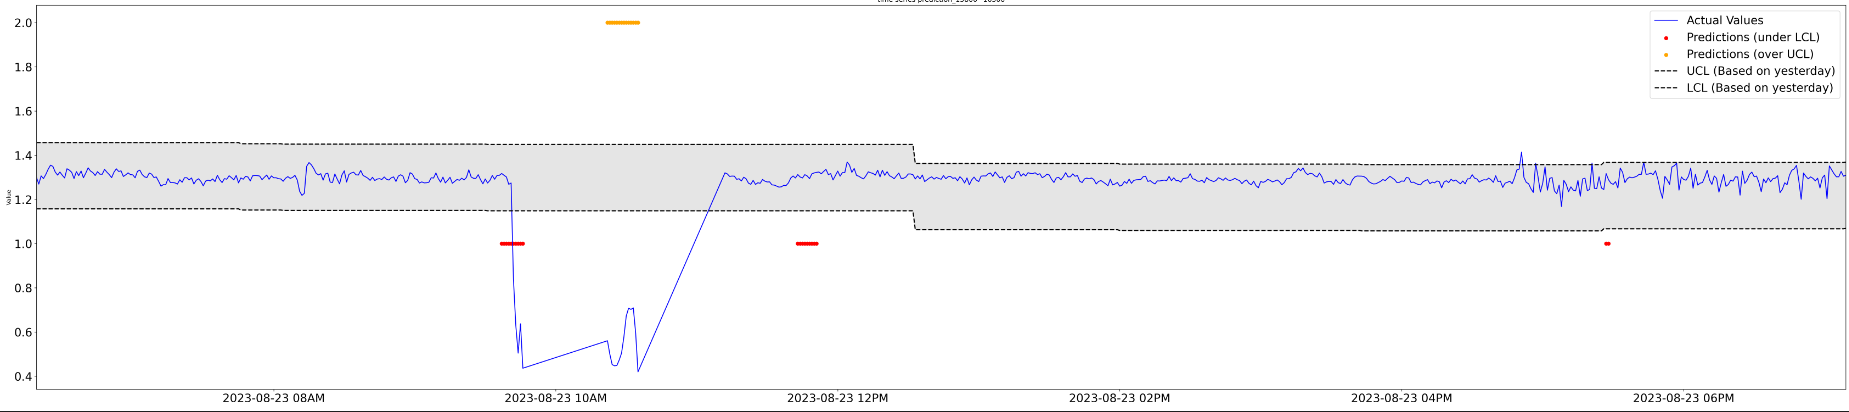 2.0
1.8
1.6
1.4
1.2
1.0
0.8
0.6
0.4
Value
Actual Values
Predictions (under LCL)
Predictions (over UCL)
UCL (Based on yesterday)
LCL (Based on yesterday)
2023-08-23 08AM
2023-08-23 10AM
2023-08-23 12PM
2023-08-23 02PM
2023-08-23 04PM
2023-08-23 06PM